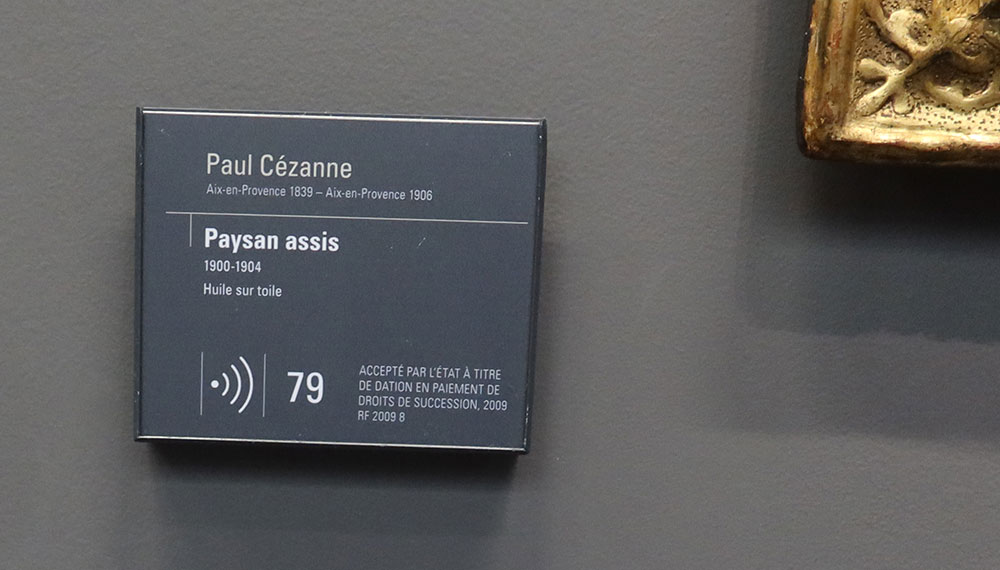 Paul Cézanne
Aix-en-Provence 1839 – Aix-en-Provence 1906
Paysan assis
1900-1904
Huile sur toile
79
ACCEPTÉ PAR L'ÉTAT À TITRE
DE DATION EN PAIEMENT DE
DROITS DE SUCCESSION, 2009
RF 2009 8